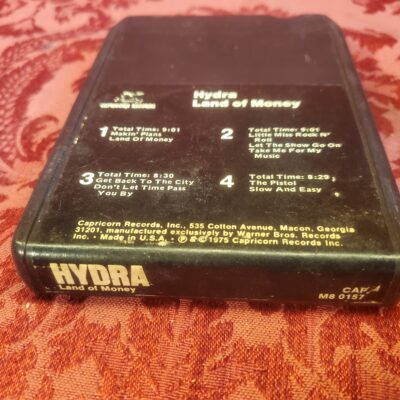 Hydra
Land of Money
1 Total Time: 9:01
Makin' Plans
Land Of Money
2 Total Time: 9:01
Little Miss Rock N'
Roll
Let The Show Go On
Take Me For My
Music
3 Total Time: 8:30
Get Back To The City
Don't Let Time Pass
You By
4 Total Time: 8:25
The Pistol
Slow And Easy
Capricorn Records, Inc., 535 Cotton Avenue, Macon, Georgia
31201, manufactured exclusively by Warner Bros. Records
Inc. • Made in U.S.A. • ℗ & © 1975 Capricorn Records Inc.
HYDRA
Land of Money
CAP
M8 0157